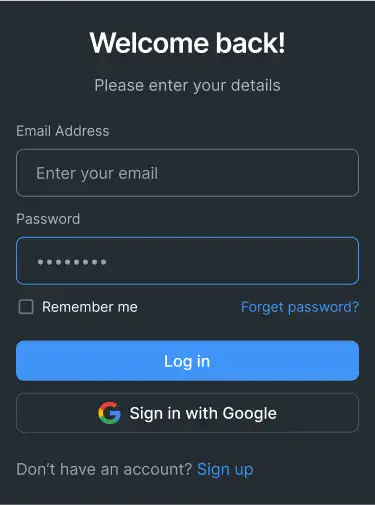 Welcome back!
Please enter your details
Email Address
Enter your email
Password
••••••••
Remember me Forget password?
Log in
Sign in with Google
Don't have an account? Sign up